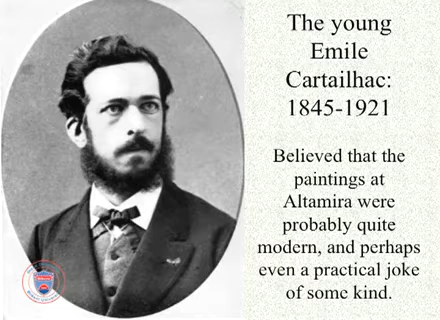 The young
Emile
Cartailhac:
1845-1921
Believed that the
paintings at
Altamira were
probably quite
modern, and perhaps
even a practical joke
of some kind.